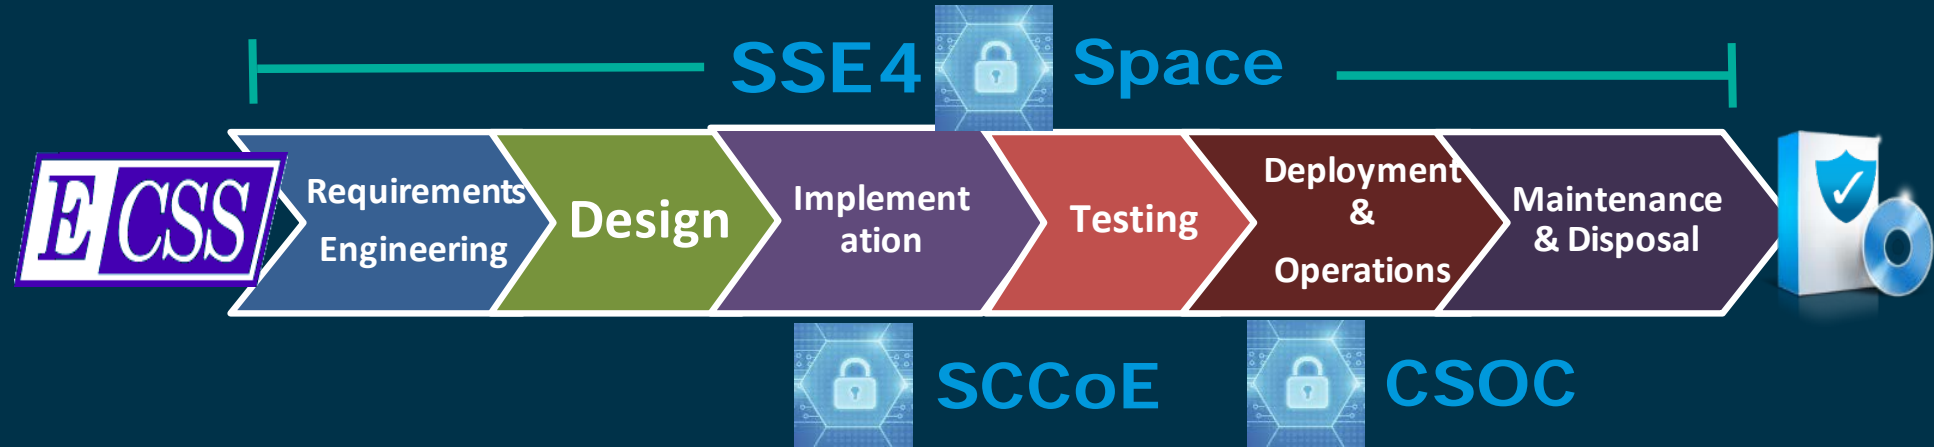 SSE4 Space
ECSS
Requirements
Engineering
Design
Implement
ation
Testing
Deployment
&
Operations
Maintenance
& Disposal
SCCoE
CSOC